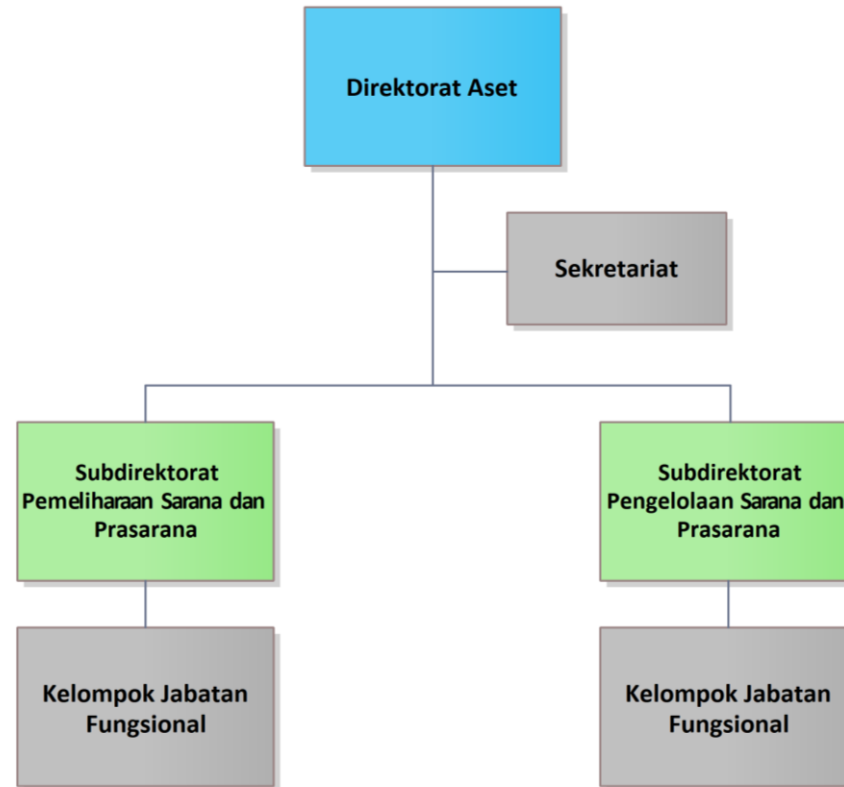 Direktorat Aset
Sekretariat
Subdirektorat
Pemeliharaan Sarana dan
Prasarana
Subdirektorat
Pengelolaan Sarana dan
Prasarana
Kelompok Jabatan
Fungsional
Kelompok Jabatan
Fungsional